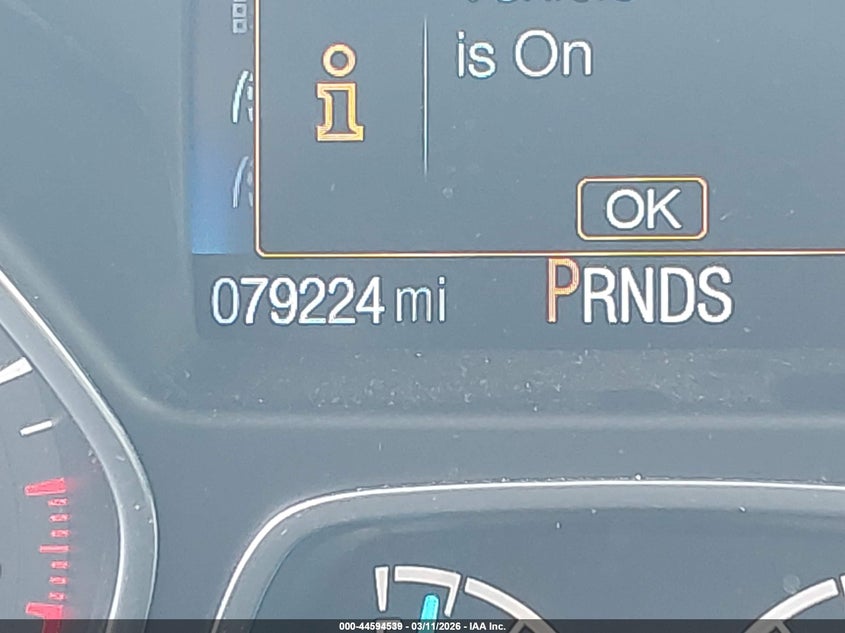 is On
OK
079224 mi
PRNDS
000-44594539 - 03/11/2026 - IAA Inc.